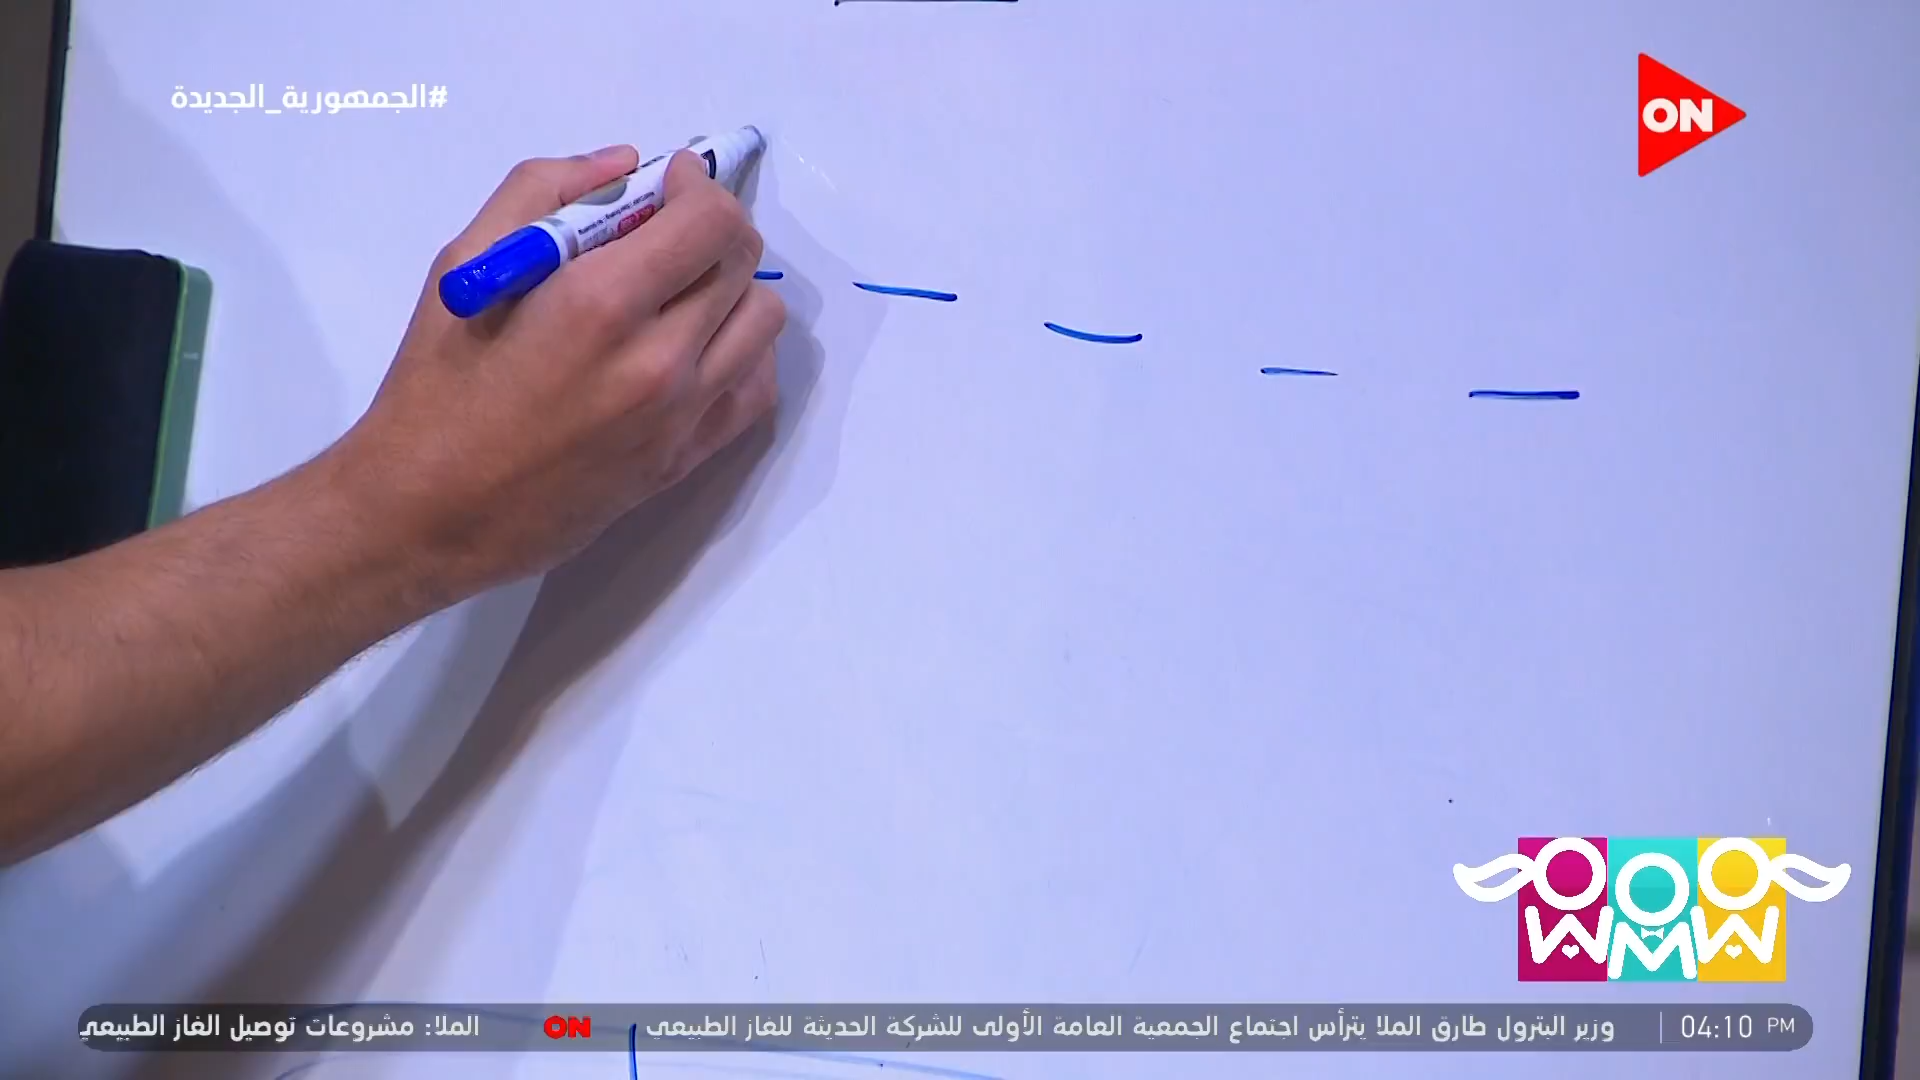 #الجمهورية_الجديدة
ON
WMW
04:10 PM
وزير البترول طارق الملا يترأس اجتماع الجمعية العامة الأولى للشركة الحديثة للغاز الطبيعي ON الملا: مشروعات توصيل الغاز الطبيعي